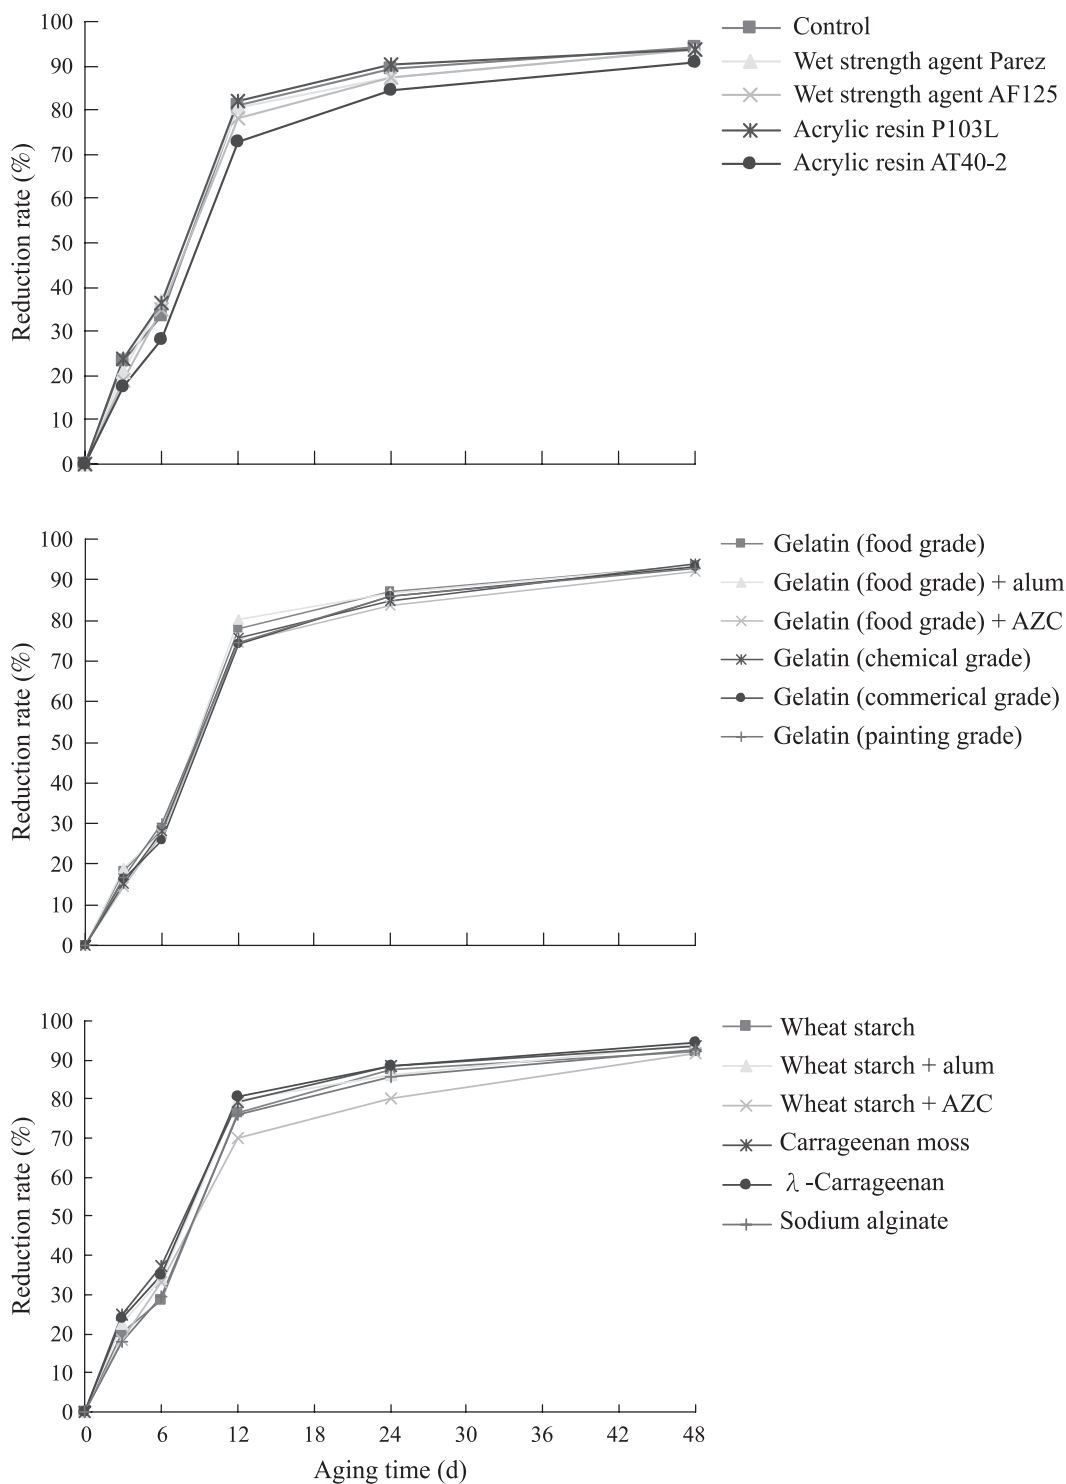 100
90
80
70
60
50
40
30
20
10
0
Reduction rate (%)
Control
Wet strength agent Parez
Wet strength agent AF125
Acrylic resin P103L
Acrylic resin AT40-2
100
90
80
70
60
50
40
30
20
10
0
Reduction rate (%)
Gelatin (food grade)
Gelatin (food grade) + alum
Gelatin (food grade) + AZC
Gelatin (chemical grade)
Gelatin (commerical grade)
Gelatin (painting grade)
100
90
80
70
60
50
40
30
20
10
0
Reduction rate (%)
Wheat starch
Wheat starch + alum
Wheat starch + AZC
Carrageenan moss
λ -Carrageenan
Sodium alginate
0 6 12 18 24 30 36 42 48
Aging time (d)